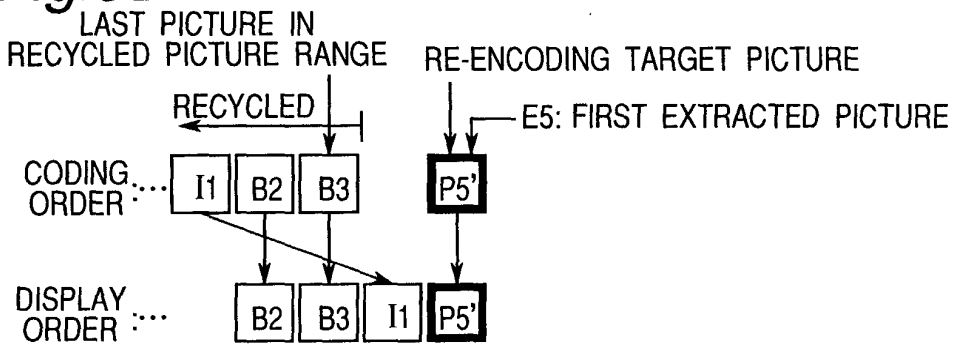 LAST PICTURE IN
RECYCLED PICTURE RANGE
RE-ENCODING TARGET PICTURE
RECYCLED
E5: FIRST EXTRACTED PICTURE
CODING
ORDER :··· I1 B2 B3 P5'
DISPLAY
ORDER :··· B2 B3 I1 P5'